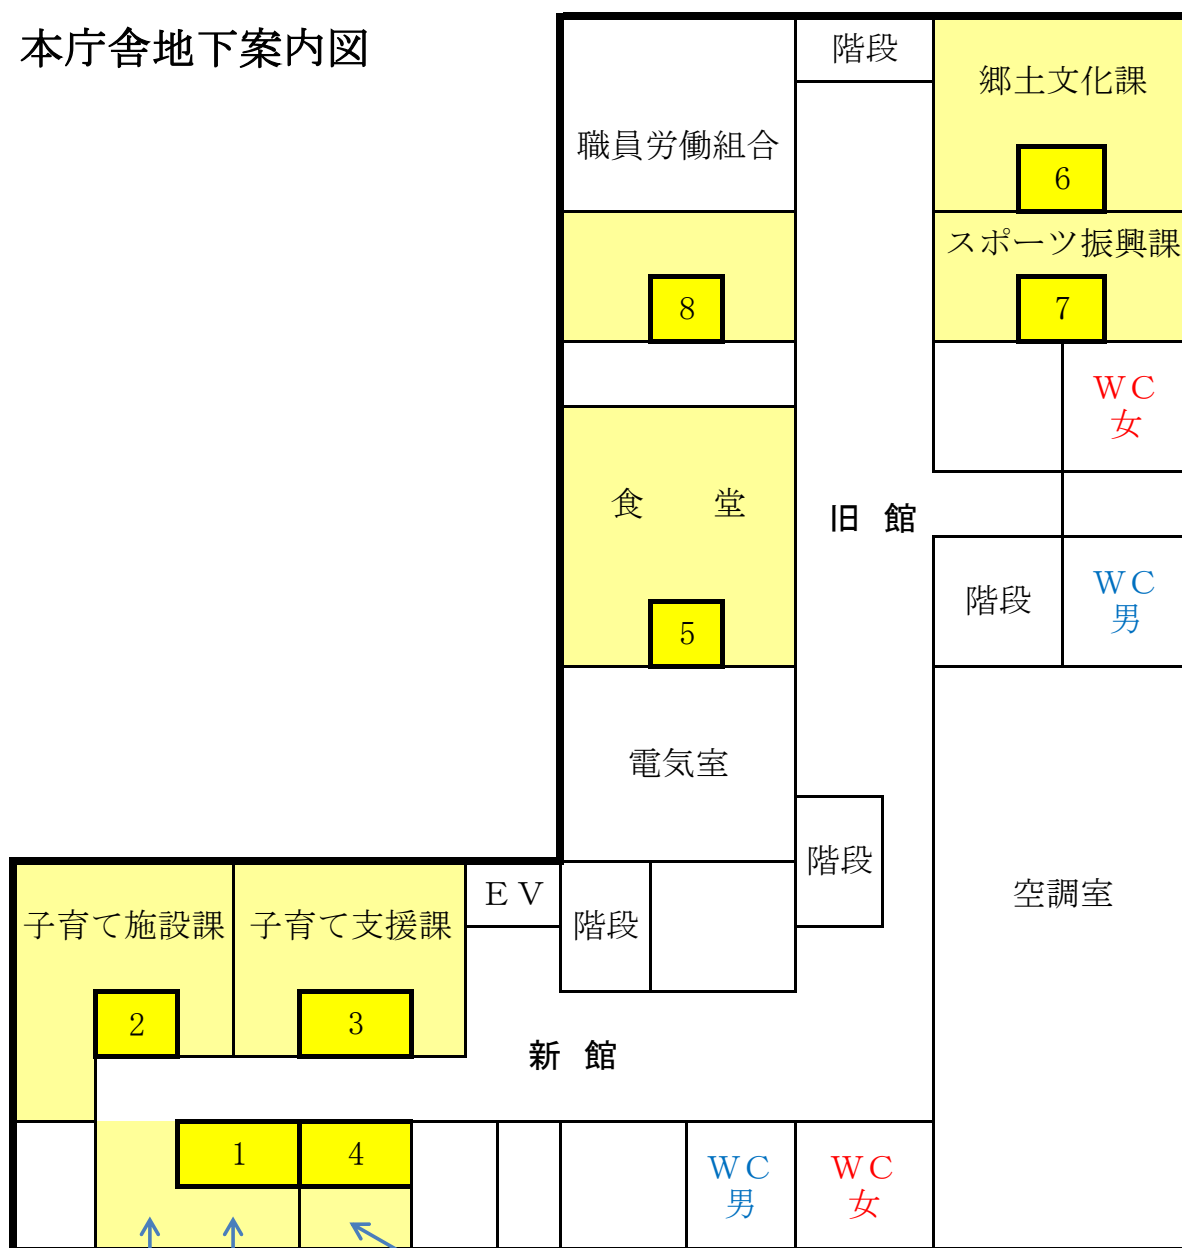 本庁舎地下案内図
階段
郷土文化課
職員労働組合
6
スポーツ振興課
8
7
WC
女
食　堂
旧 館
階段
WC
男
5
電気室
階段
空調室
子育て施設課
子育て支援課
EV
階段
2
3
新 館
1
4
WC
男
WC
女